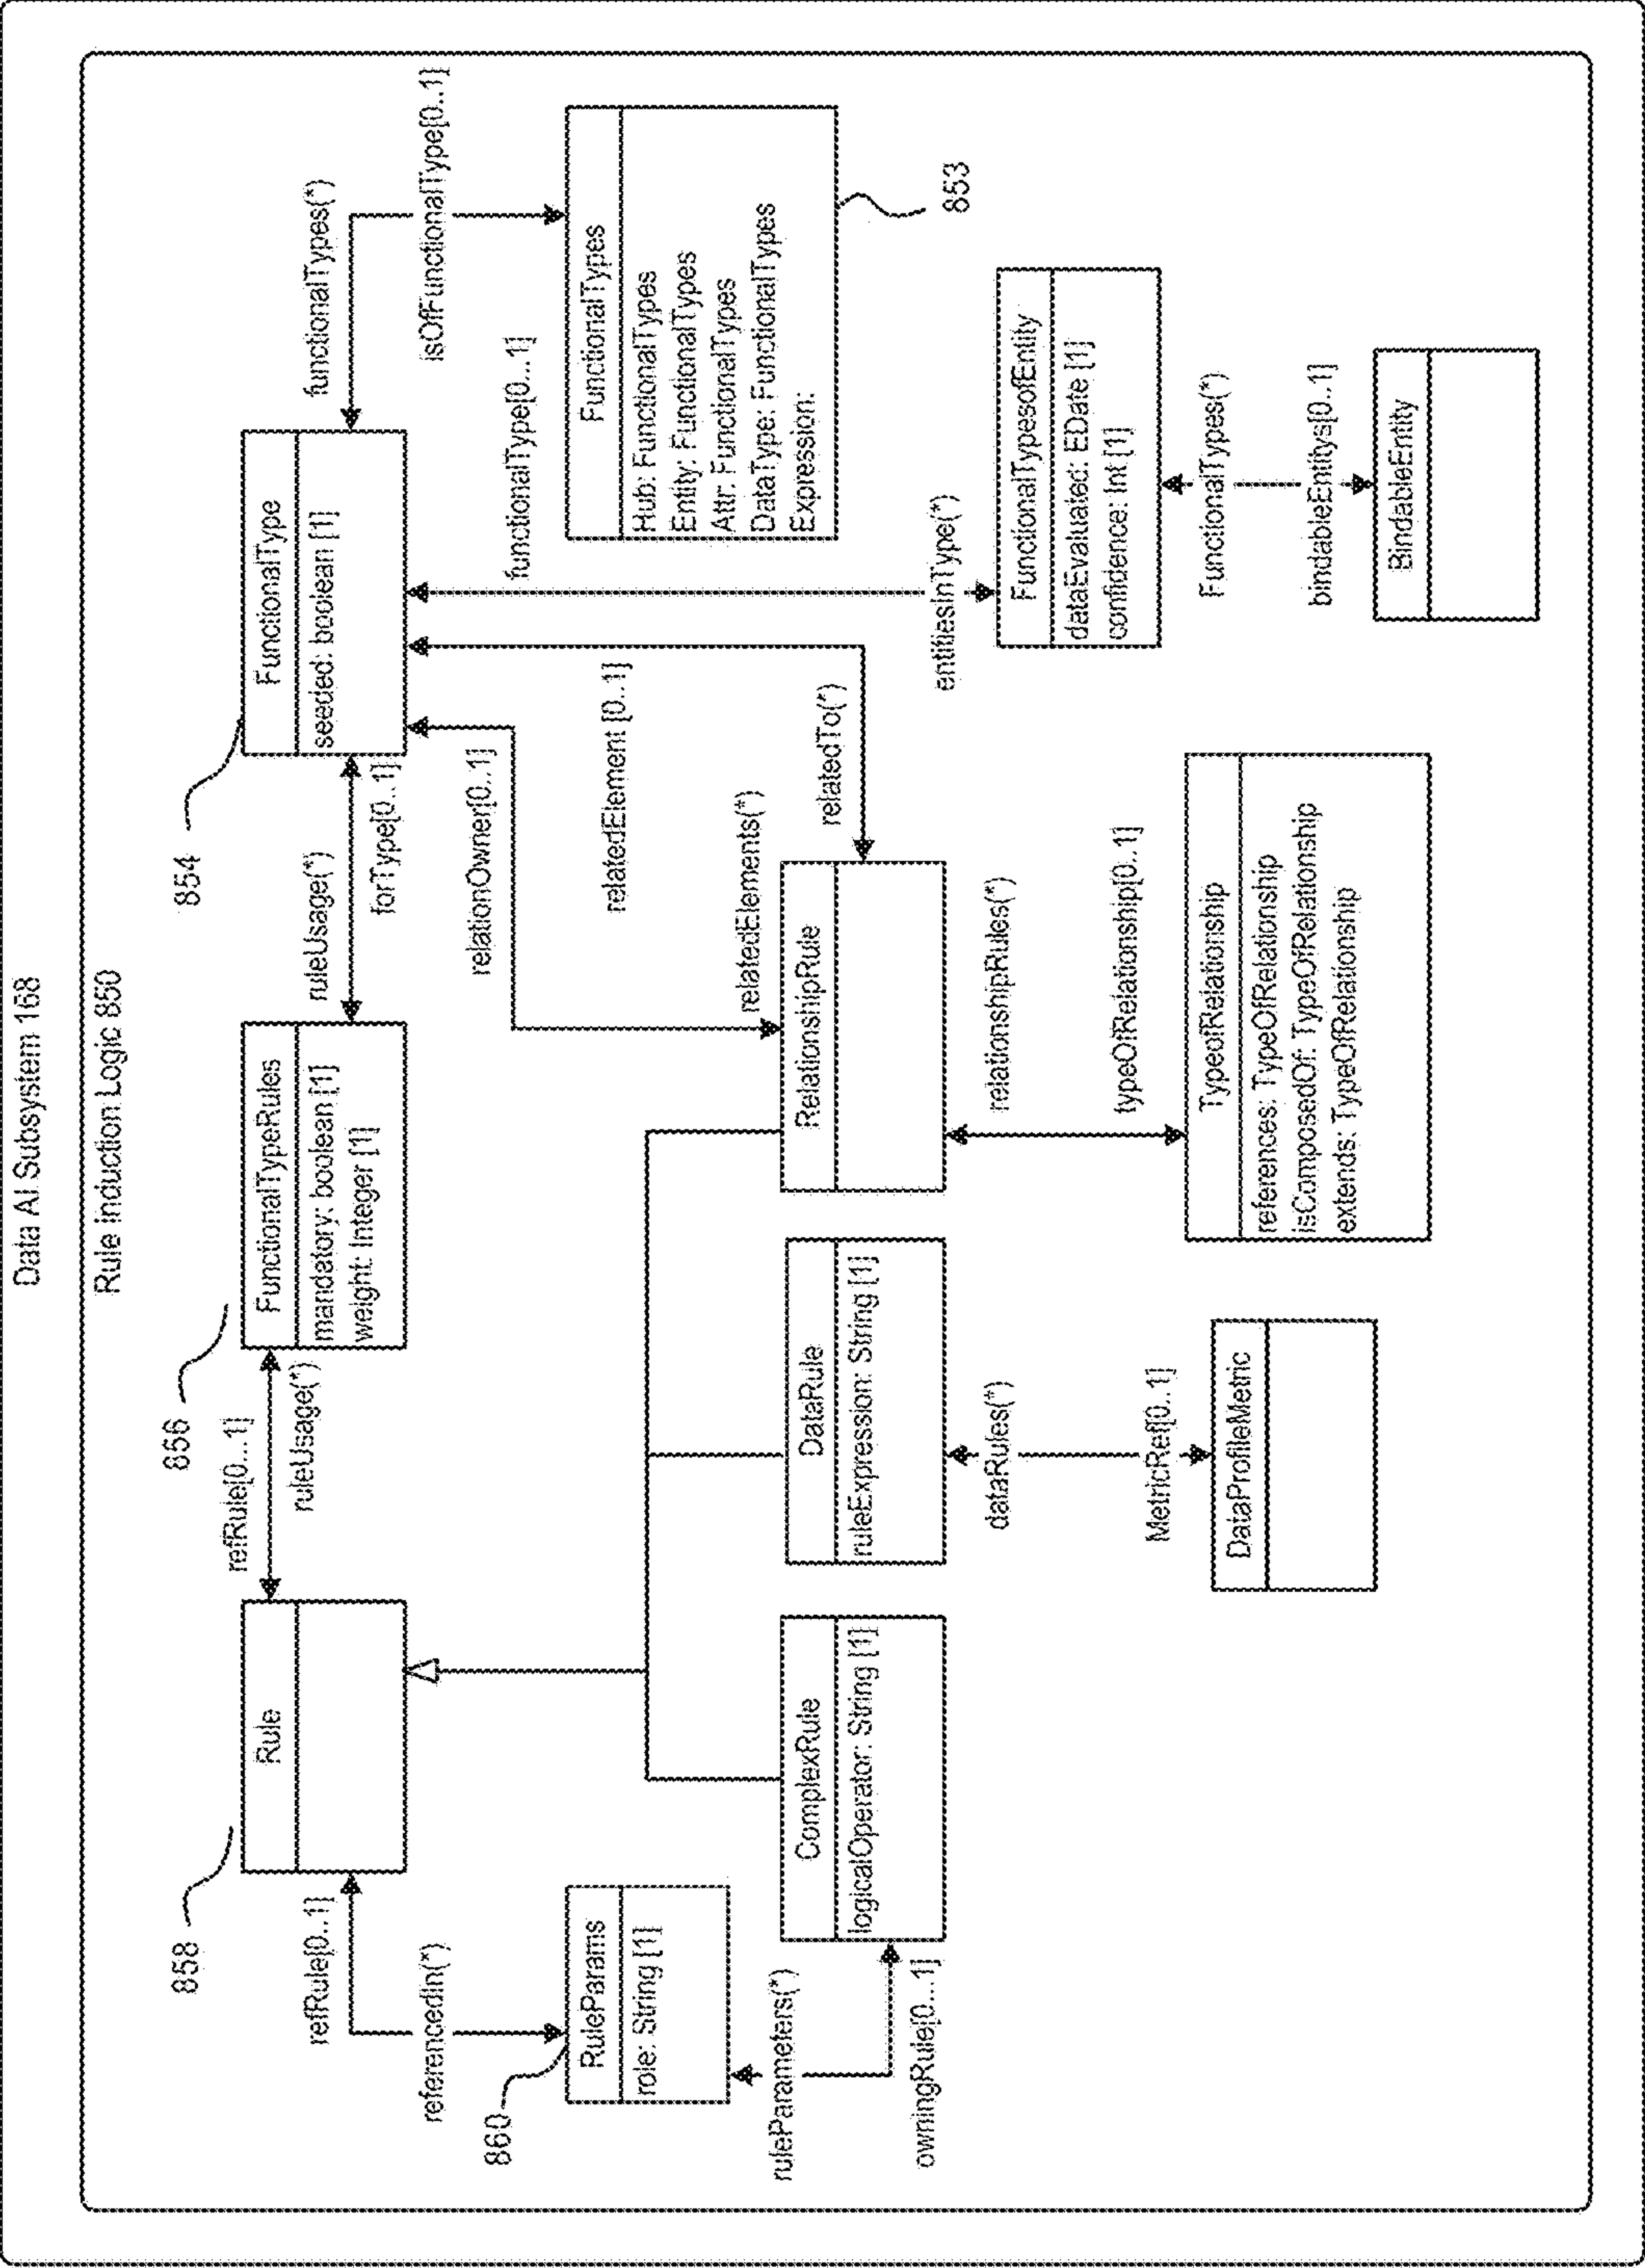 Data AI Subsystem 168
Rule Induction Logic 850
858
856
854
Rule
refRule[0...1]
ruleUsage(*)
FunctionalTypeRules
mandatory: boolean [1]
weight: Integer [1]
ruleUsage(*)
forType[0..1]
FunctionalType
seeded: boolean [1]
functionalTypes(*)
isOfFunctionalType[0..1]
refRule[0..1]
referencedIn(*)
860
RuleParams
role: String [1]
ruleParameters(*)
owningRule[0...1]
relationOwner[0..1]
relatedElement [0..1]
relatedElements(*)
relatedTo(*)
functionalType[0...1]
entitiesInType(*)
FunctionalTypes
Hub: FunctionalTypes
Entity: FunctionalTypes
Attr: FunctionalTypes
DataType: FunctionalTypes
Expression:
853
ComplexRule
logicalOperator: String [1]
DataRule
ruleExpression: String [1]
RelationshipRule
dataRules(*)
MetricRef[0..1]
DataProfileMetric
relationshipRules(*)
typeOfRelationship[0..1]
TypeofRelationship
references: TypeOfRelationship
isComposedOf: TypeOfRelationship
extends: TypeOfRelationship
FunctionalTypesofEntity
dataEvaluated: EDate [1]
confidence: Int [1]
FunctionalTypes(*)
bindableEntitys[0..1]
BindableEntity